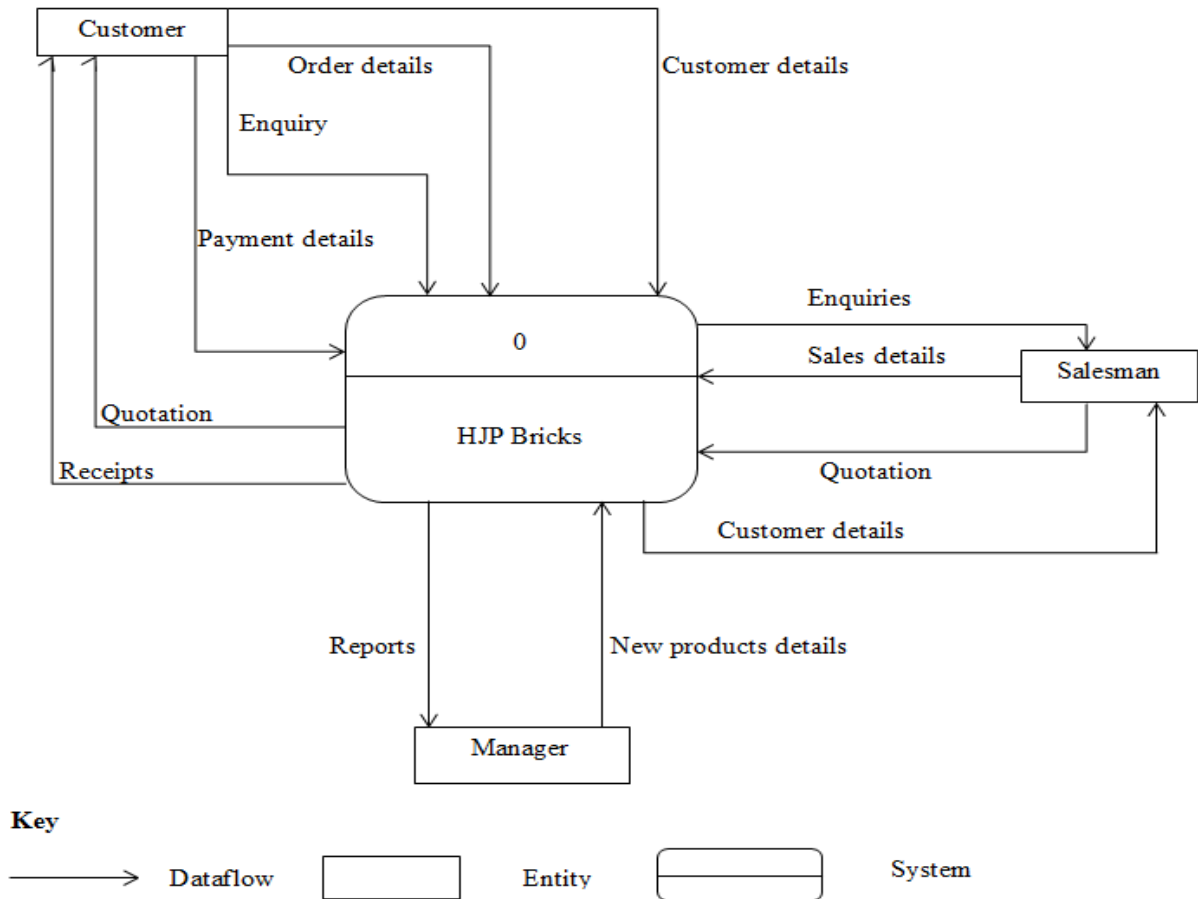 Customer
Order details
Customer details
Enquiry
Payment details
Enquiries
0
Sales details
Salesman
Quotation
HJP Bricks
Receipts
Quotation
Customer details
Reports
New products details
Manager
Key
Dataflow
Entity
System